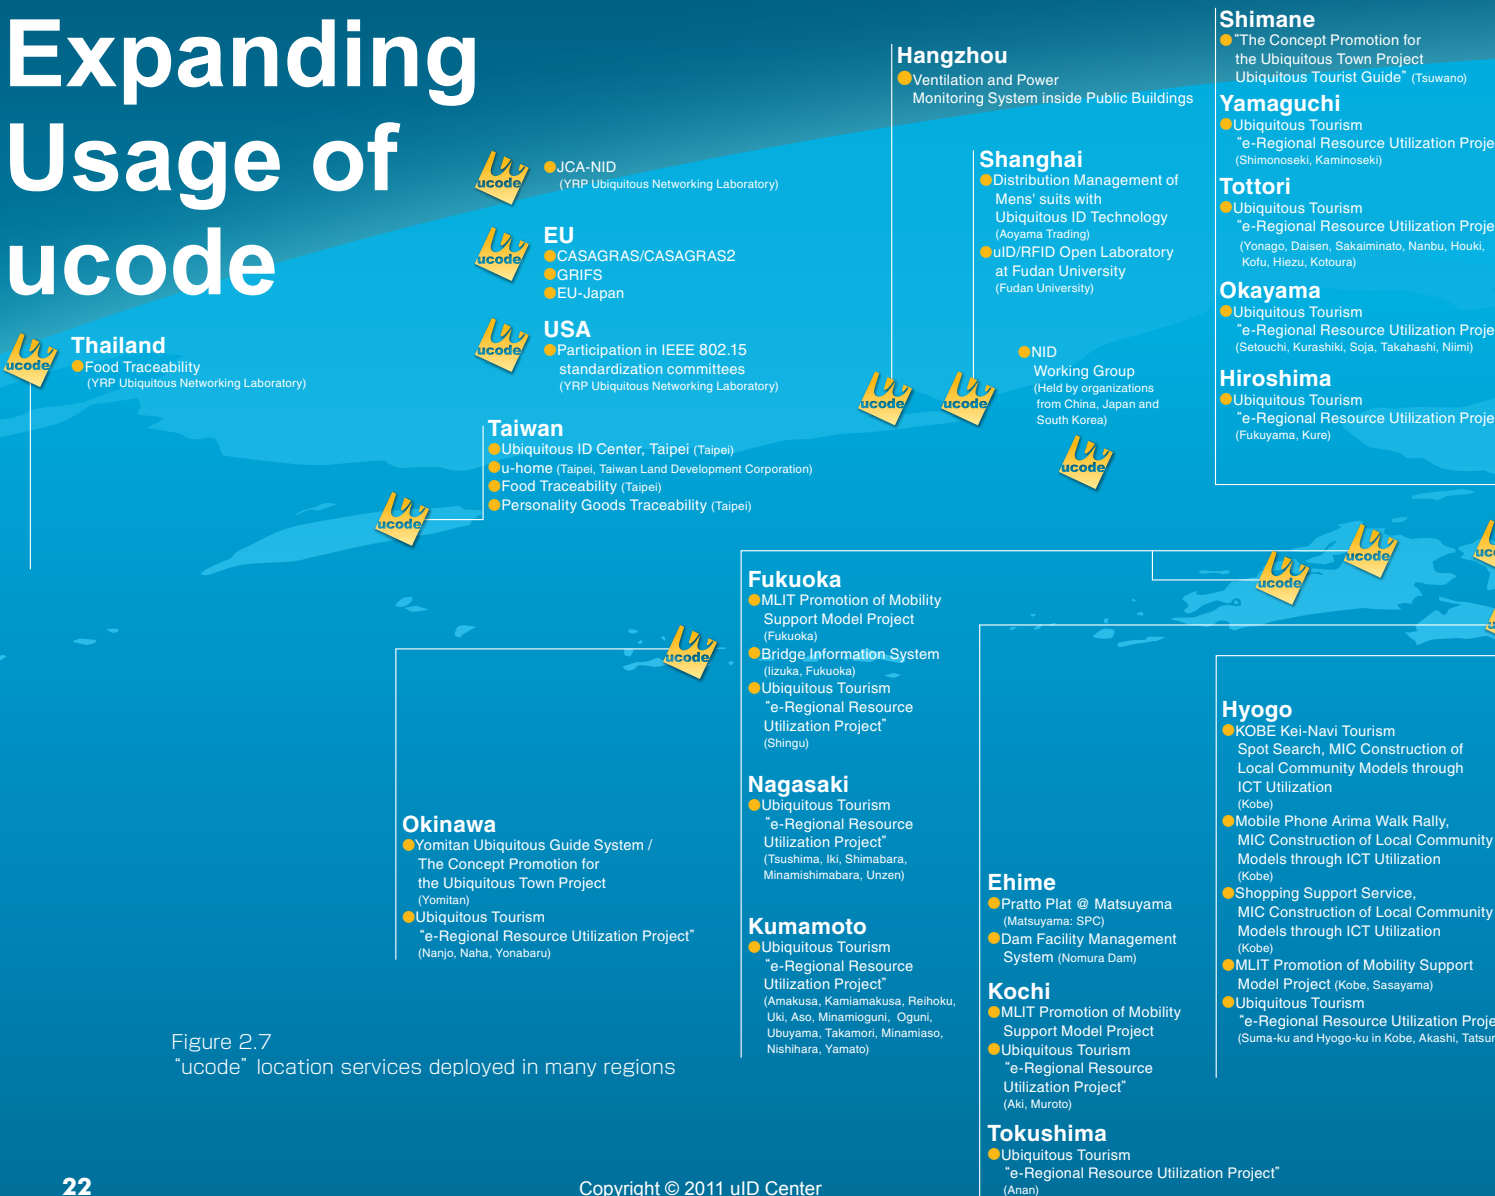 Expanding
Usage of
ucode
ucode
JCA-NID
(YRP Ubiquitous Networking Laboratory)
ucode
EU
CASAGRAS/CASAGRAS2
GRIFS
EU-Japan
ucode
USA
Participation in IEEE 802.15
standardization committees
(YRP Ubiquitous Networking Laboratory)
ucode
Thailand
Food Traceability
(YRP Ubiquitous Networking Laboratory)
Taiwan
Ubiquitous ID Center, Taipei (Taipei)
u-home (Taipei, Taiwan Land Development Corporation)
Food Traceability (Taipei)
Personality Goods Traceability (Taipei)
ucode
Hangzhou
Ventilation and Power
Monitoring System inside Public Buildings
Shanghai
Distribution Management of
Mens' suits with
Ubiquitous ID Technology
(Aoyama Trading)
uID/RFID Open Laboratory
at Fudan University
(Fudan University)
ucode
ucode
NID
Working Group
(Held by organizations
from China, Japan and
South Korea)
ucode
Shimane
"The Concept Promotion for
the Ubiquitous Town Project
Ubiquitous Tourist Guide" (Tsuwano)
Yamaguchi
Ubiquitous Tourism
"e-Regional Resource Utilization Proje
(Shimonoseki, Kaminoseki)
Tottori
Ubiquitous Tourism
"e-Regional Resource Utilization Proje
(Yonago, Daisen, Sakaiminato, Nanbu, Houki,
Kofu, Hiezu, Kotoura)
Okayama
Ubiquitous Tourism
"e-Regional Resource Utilization Proje
(Setouchi, Kurashiki, Soja, Takahashi, Niimi)
Hiroshima
Ubiquitous Tourism
"e-Regional Resource Utilization Proje
(Fukuyama, Kure)
ucode
ucode
uco
ucode
Okinawa
Yomitan Ubiquitous Guide System /
The Concept Promotion for
the Ubiquitous Town Project
(Yomitan)
Ubiquitous Tourism
"e-Regional Resource Utilization Project"
(Nanjo, Naha, Yonabaru)
Fukuoka
MLIT Promotion of Mobility
Support Model Project
(Fukuoka)
Bridge Information System
(Iizuka, Fukuoka)
Ubiquitous Tourism
"e-Regional Resource
Utilization Project"
(Shingu)
Nagasaki
Ubiquitous Tourism
"e-Regional Resource
Utilization Project"
(Tsushima, Iki, Shimabara,
Minamishimabara, Unzen)
Kumamoto
Ubiquitous Tourism
"e-Regional Resource
Utilization Project"
(Amakusa, Kamiamakusa, Reihoku,
Uki, Aso, Minamioguni, Oguni,
Ubuyama, Takamori, Minamiaso,
Nishihara, Yamato)
Ehime
Pratto Plat @ Matsuyama
(Matsuyama: SPC)
Dam Facility Management
System (Nomura Dam)
Kochi
MLIT Promotion of Mobility
Support Model Project
Ubiquitous Tourism
"e-Regional Resource
Utilization Project"
(Aki, Muroto)
Tokushima
Ubiquitous Tourism
"e-Regional Resource Utilization Project"
(Anan)
Hyogo
KOBE Kei-Navi Tourism
Spot Search, MIC Construction of
Local Community Models through
ICT Utilization
(Kobe)
Mobile Phone Arima Walk Rally,
MIC Construction of Local Community
Models through ICT Utilization
(Kobe)
Shopping Support Service,
MIC Construction of Local Community
Models through ICT Utilization
(Kobe)
MLIT Promotion of Mobility Support
Model Project (Kobe, Sasayama)
Ubiquitous Tourism
"e-Regional Resource Utilization Proje
(Suma-ku and Hyogo-ku in Kobe, Akashi, Tatsu
Figure 2.7
"ucode" location services deployed in many regions
22
Copyright © 2011 uID Center